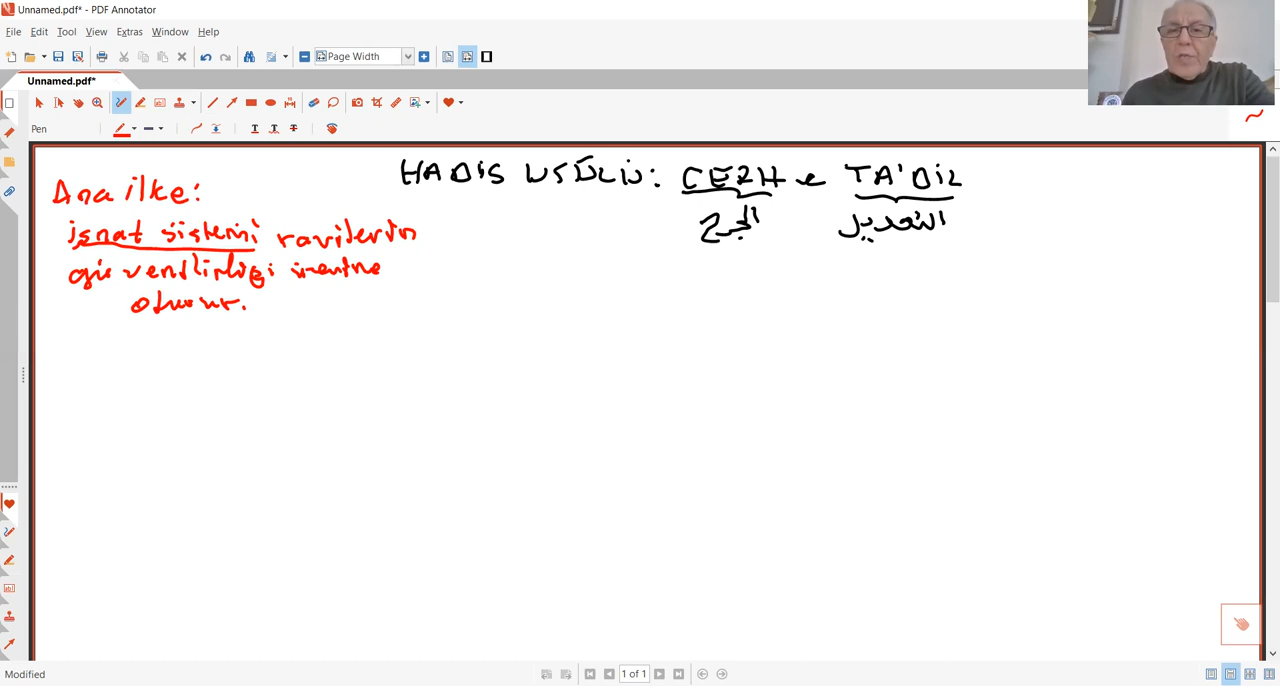 Unnamed.pdf* - PDF Annotator
File Edit Tool View Extras Window Help
Page Width
Unnamed.pdf*
Pen
HADİS USÛLÜ: CERH ve TA'DİL
الجرح التعديل
Ana ilke:
isnat sistemi ravilerin
güvenilirliği üzerine
oturur.
Modified
1 of 1